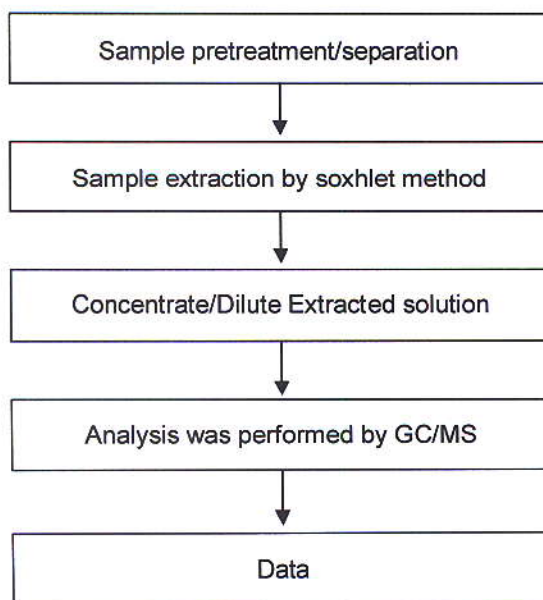 Sample pretreatment/separation
Sample extraction by soxhlet method
Concentrate/Dilute Extracted solution
Analysis was performed by GC/MS
Data